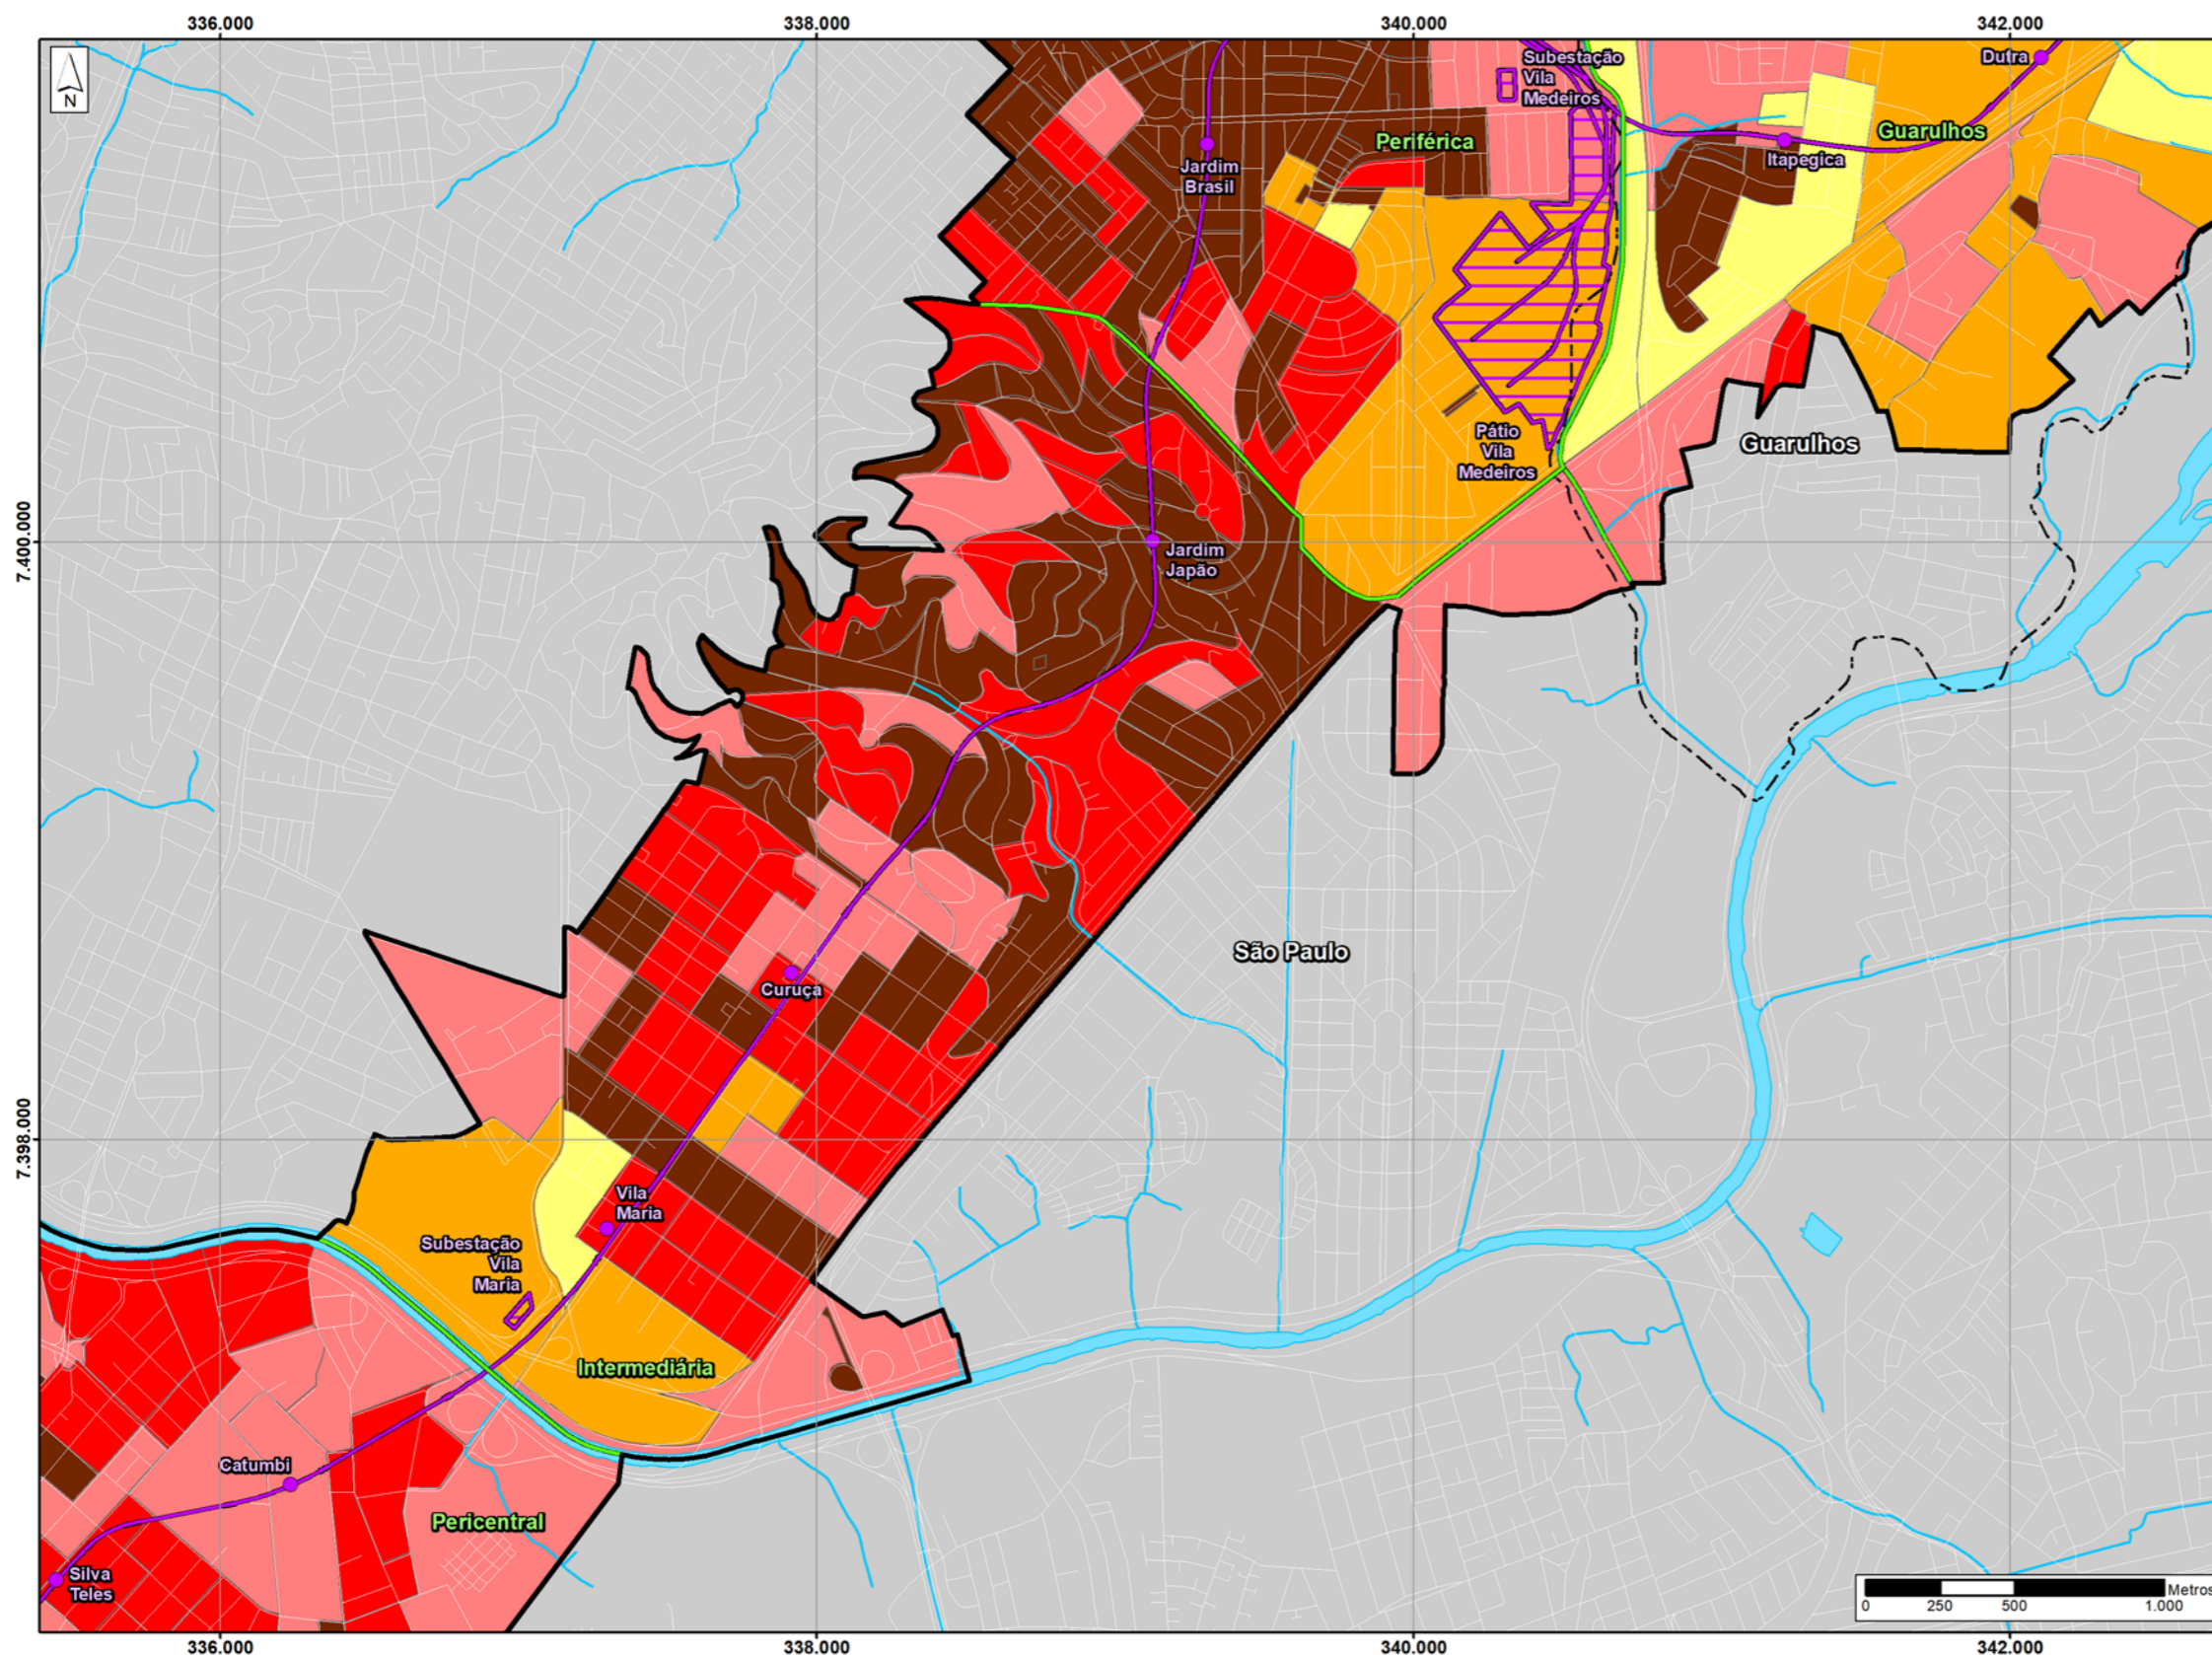 336.000
338.000
340.000
342.000
N
Subestação
Vila
Medeiros
Dutra
Periférica
Guarulhos
Itapegica
Jardim
Brasil
Pátio
Vila
Medeiros
Guarulhos
7.400.000
Jardim
Japão
São Paulo
Curuçá
7.398.000
Vila
Maria
Subestação
Vila
Maria
Intermediária
Catumbi
Pericentral
Silva
Teles
Metros
0
250
500
1.000
336.000
338.000
340.000
342.000